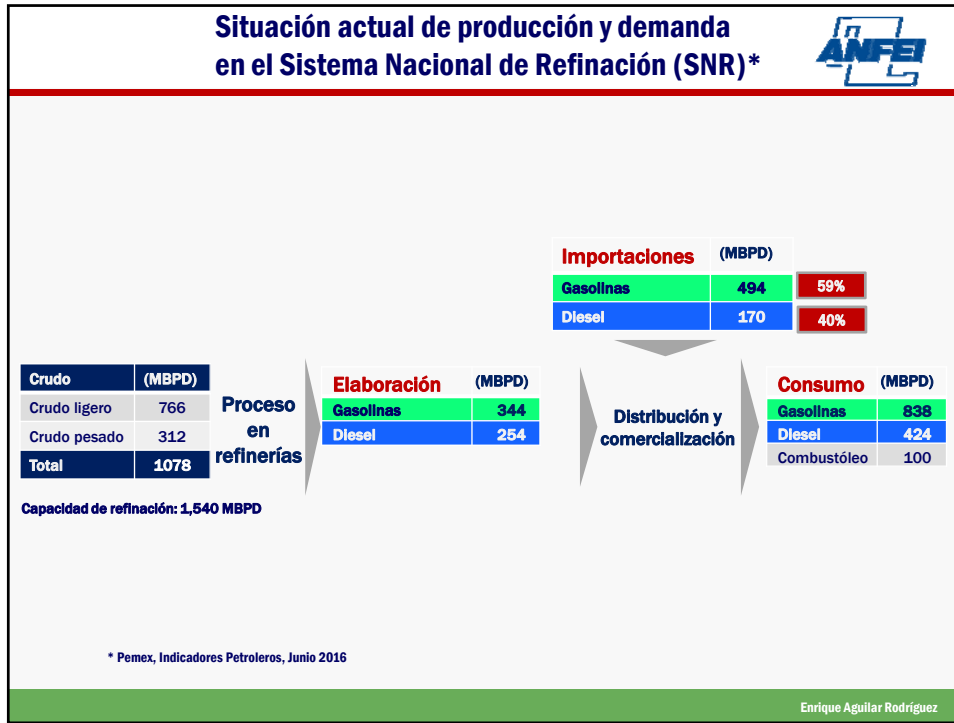 Situación actual de producción y demanda
en el Sistema Nacional de Refinación (SNR)*
ANFEI
Importaciones (MBPD)
Gasolinas 494 59%
Diesel 170 40%
Crudo (MBPD)
Crudo ligero 766
Crudo pesado 312
Total 1078
Capacidad de refinación: 1,540 MBPD
Proceso
en
refinerías
Elaboración (MBPD)
Gasolinas 344
Diesel 254
Distribución y
comercialización
Consumo (MBPD)
Gasolinas 838
Diesel 424
Combustóleo 100
* Pemex, Indicadores Petroleros, Junio 2016
Enrique Aguilar Rodríguez